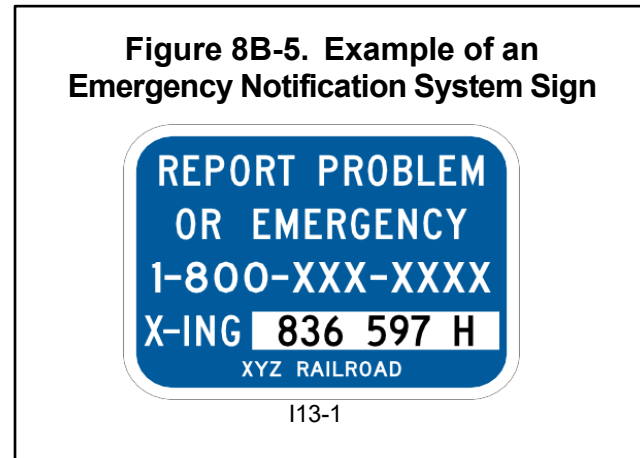 Figure 8B-5. Example of an
Emergency Notification System Sign
REPORT PROBLEM
OR EMERGENCY
1-800-XXX-XXXX
X-ING 836 597 H
XYZ RAILROAD
I13-1